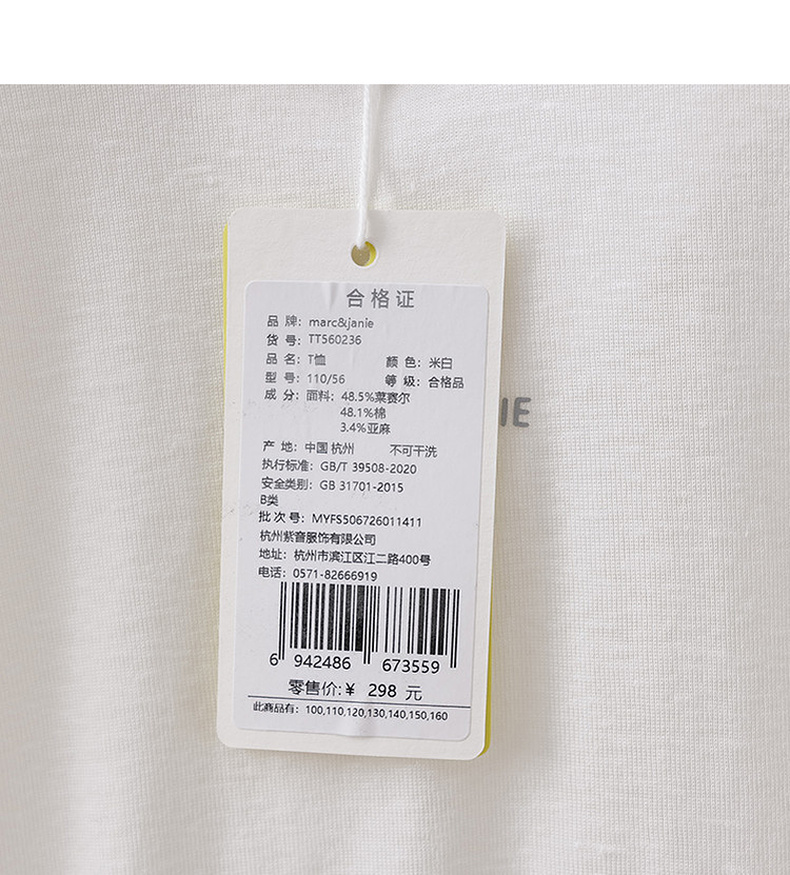 合格证
品 牌：marc&janie
货 号：TT560236
品 名：T恤 颜 色：米白
型 号：110/56 等 级：合格品
成 分：面料：48.5%莱赛尔
48.1%棉
3.4%亚麻
产 地：中国 杭州 不可干洗
执行标准：GB/T 39508-2020
安全类别：GB 31701-2015
B类
批 次 号：MYFS506726011411
杭州紫音服饰有限公司
地址：杭州市滨江区江二路400号
电话：0571-82666919
6 942486 673559
零售价:¥ 298 元
此商品有：100,110,120,130,140,150,160
IE